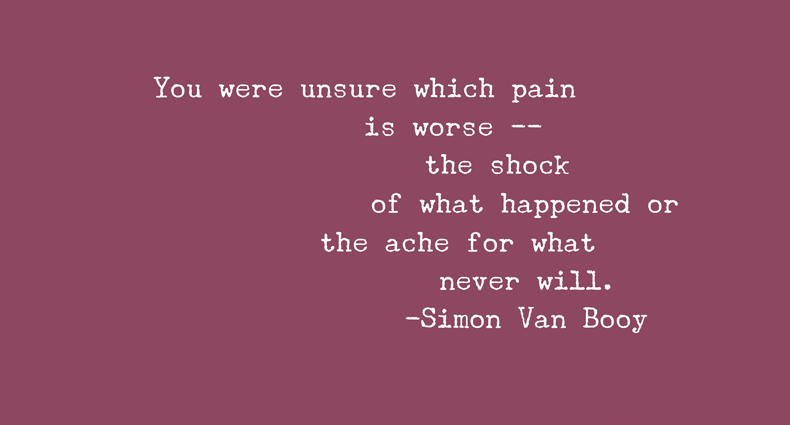 You were unsure which pain
is worse --
the shock
of what happened or
the ache for what
never will.
-Simon Van Booy